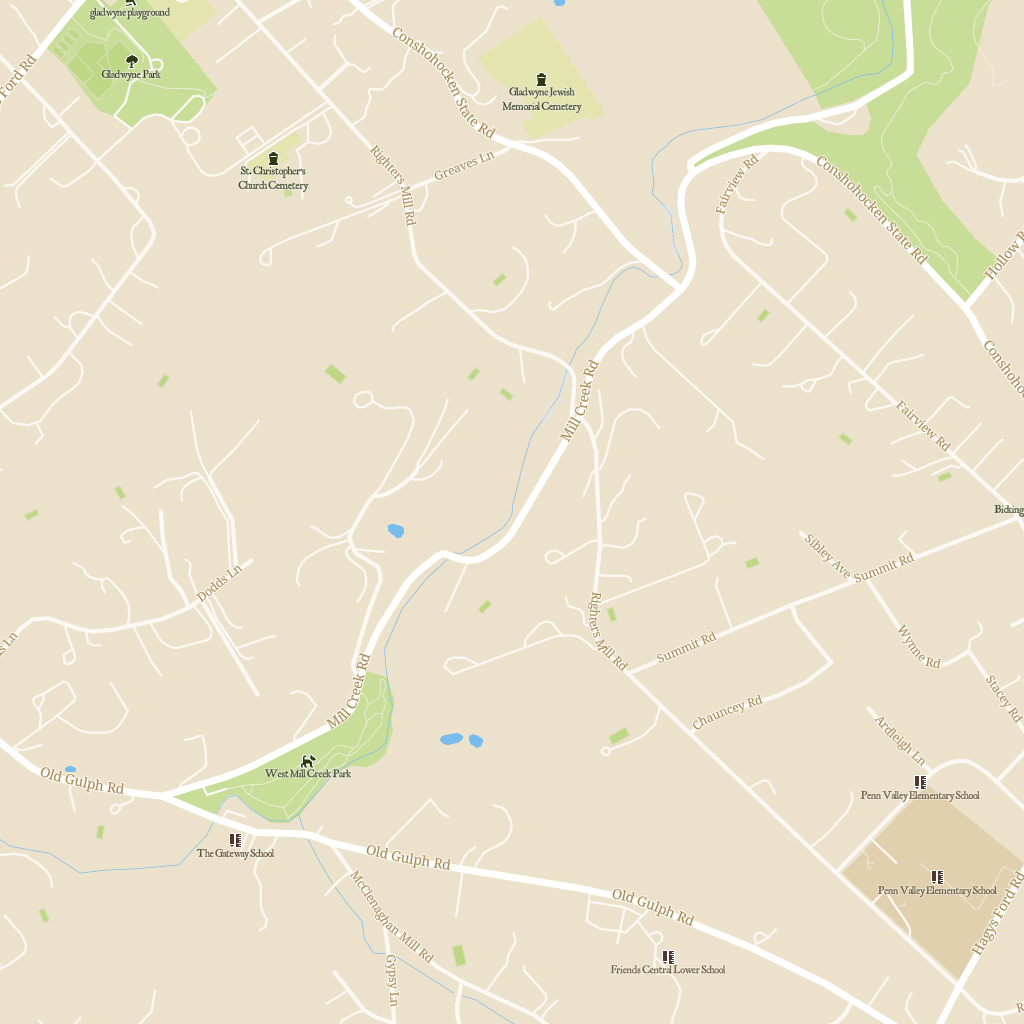 gladwyne playground
Gladwyne Park
Ford Rd
Conshohocken State Rd
Gladwyne Jewish
Memorial Cemetery
St. Christopher's
Church Cemetery
Righters Mill Rd
Greaves Ln
Fairview Rd
Conshohocken State Rd
Hollow
Mill Creek Rd
Fairview Rd
Dodds Ln
Sibley Ave
Summit Rd
Righters Mill Rd
Summit Rd
Wynne Rd
Stacey Rd
Mill Creek Rd
Chauncey Rd
Ardleigh Ln
Old Gulph Rd
West Mill Creek Park
Penn Valley Elementary School
The Gateway School
Old Gulph Rd
McClenaghan Mill Rd
Old Gulph Rd
Penn Valley Elementary School
Hagys Ford Rd
Gypsy Ln
Friends Central Lower School